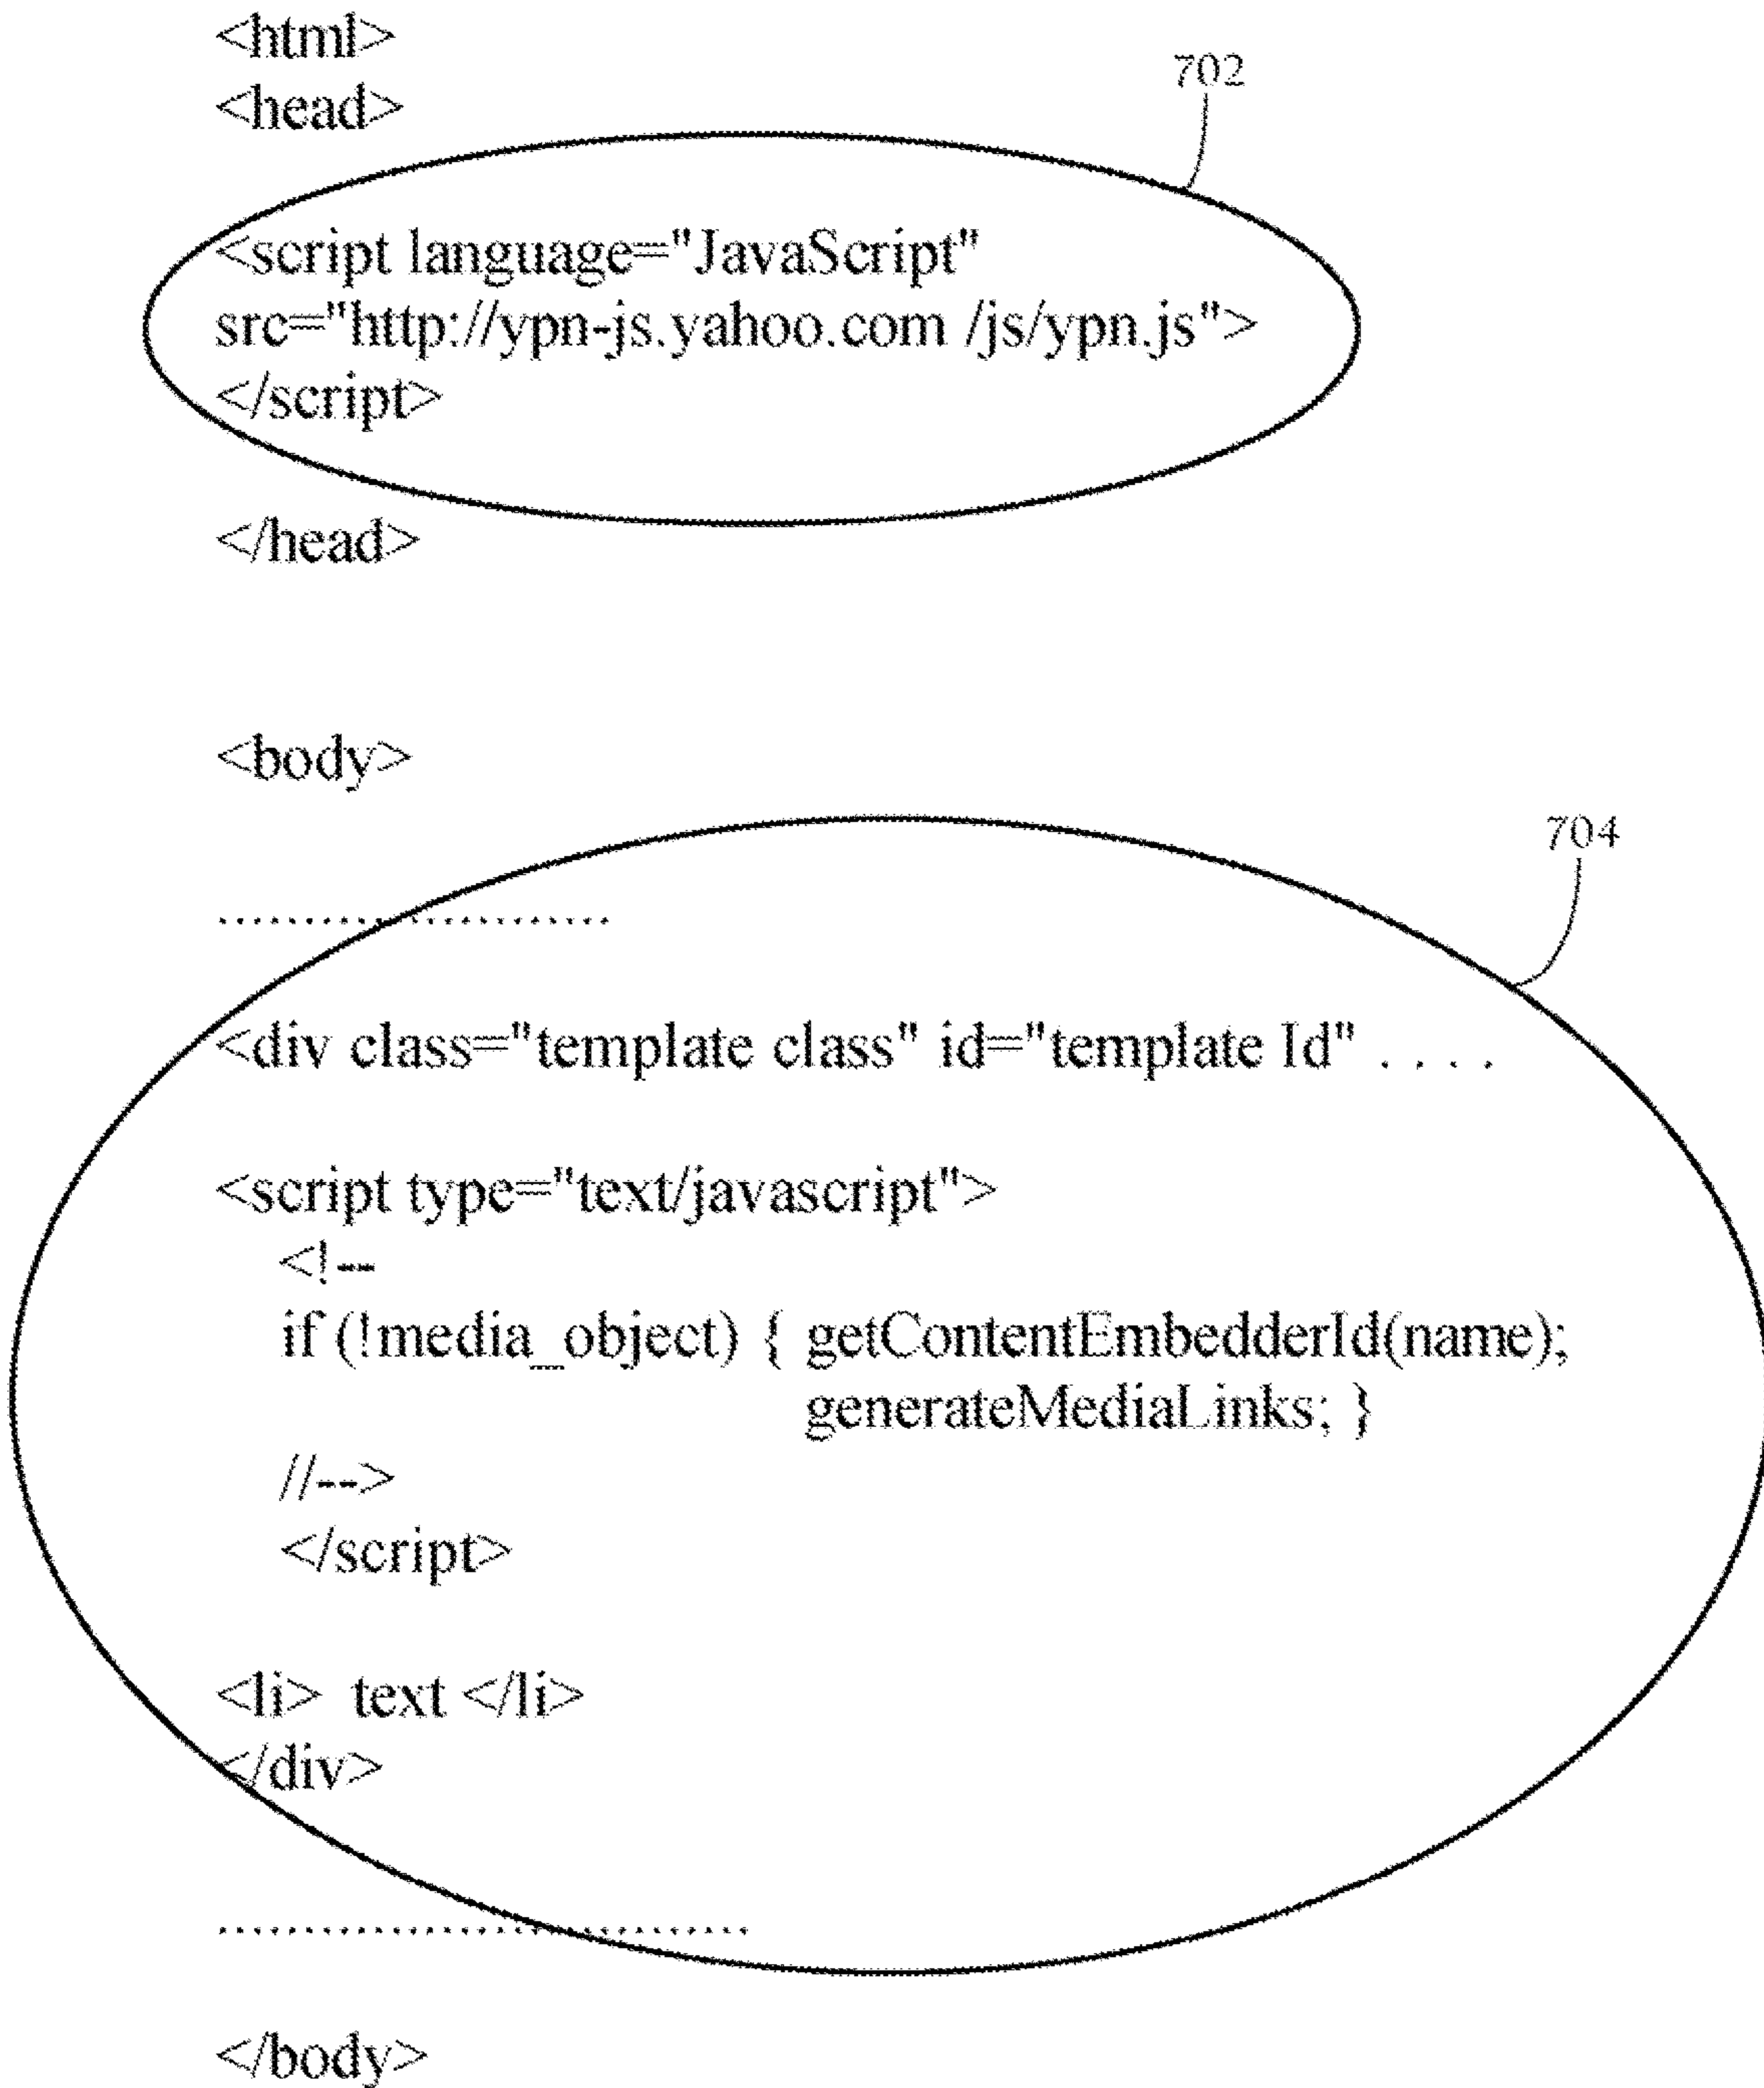 <html>
702
<head>
<script language="JavaScript"
src="http://ypn-js.yahoo.com /js/ypn.js">
</script>
</head>
<body>
704
......................
<div class="template class" id="template Id" . . . .
<script type="text/javascript">
<!--
if (!media_object) { getContentEmbedderId(name);
generateMediaLinks; }
//-->
</script>
<li> text </li>
</div>
..............................
</body>